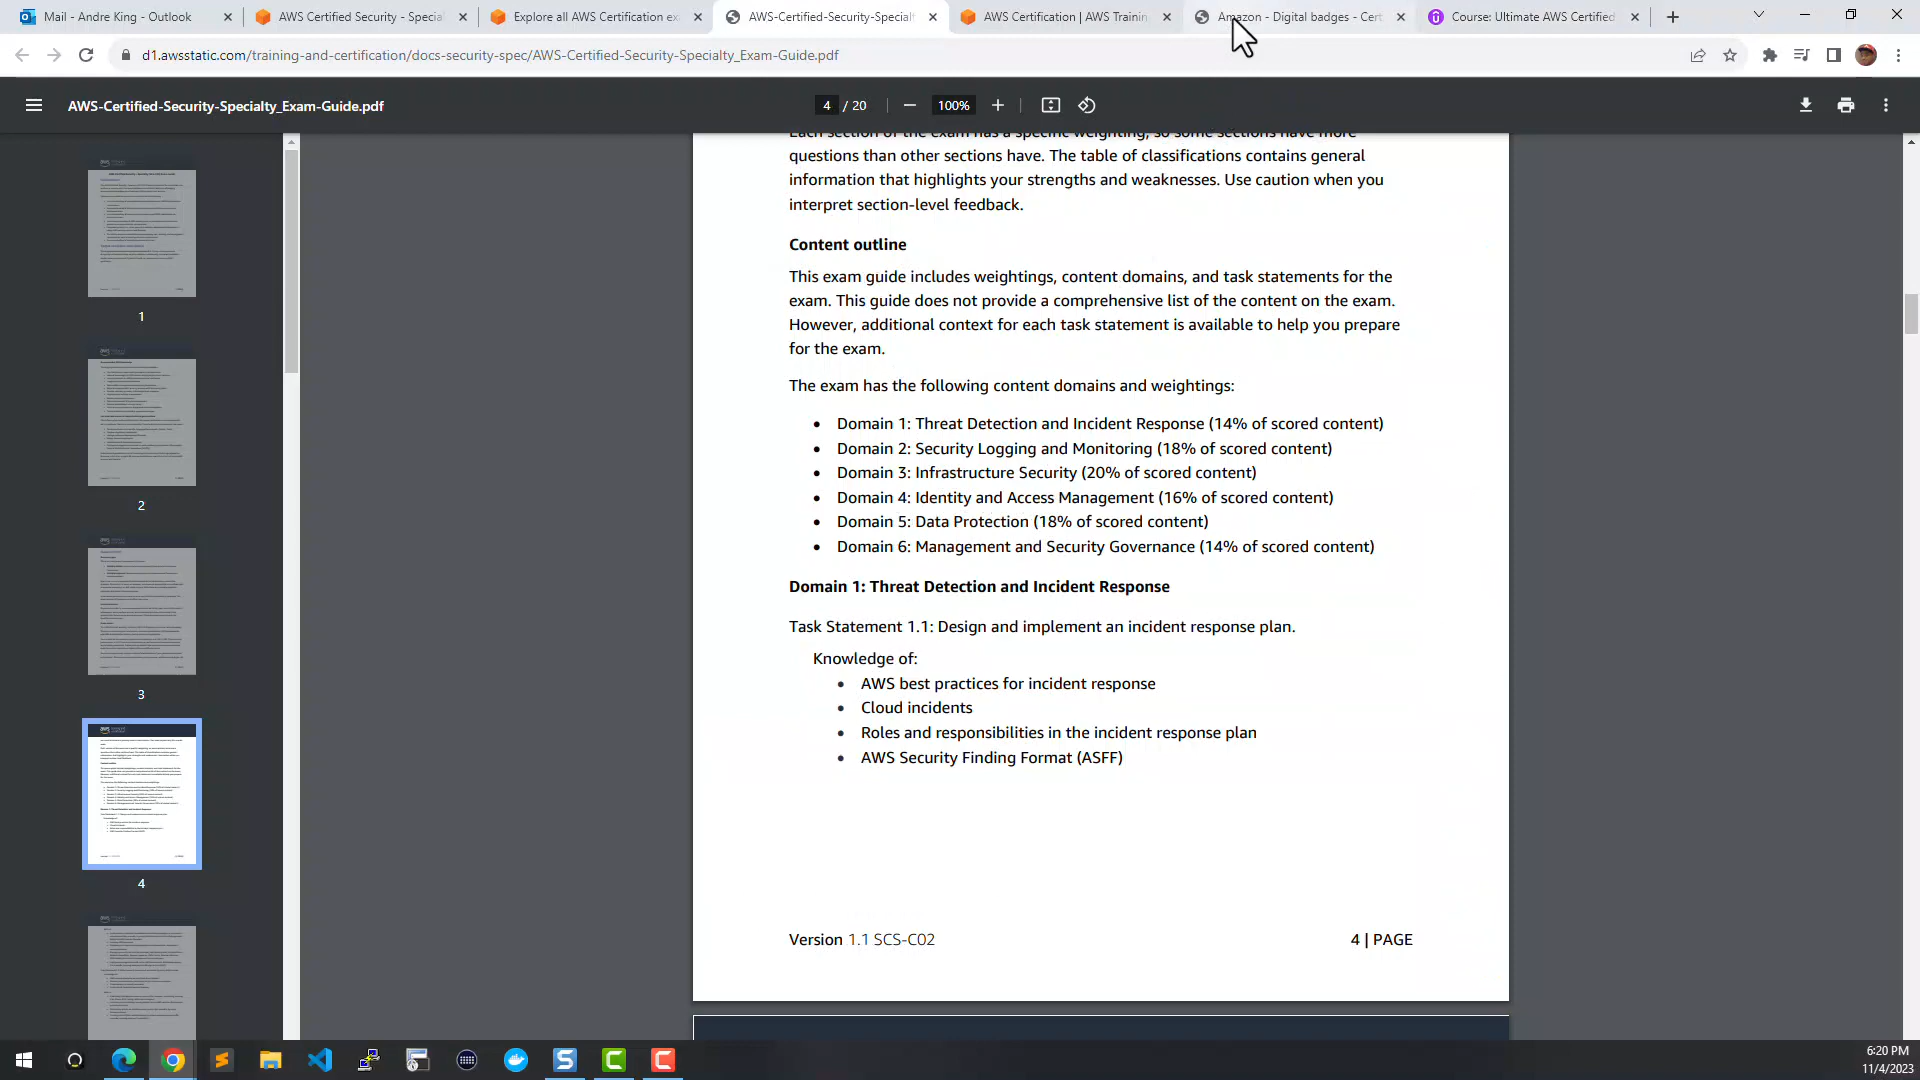 Mail - Andre King - Outlook
AWS Certified Security - Specia
Explore all AWS Certification ex
AWS-Certified-Security-Specialt
AWS Certification | AWS Trainin
Amazon - Digital badges - Cert
Course: Ultimate AWS Certified
d1.awsstatic.com/training-and-certification/docs-security-spec/AWS-Certified-Security-Specialty_Exam-Guide.pdf
AWS-Certified-Security-Specialty_Exam-Guide.pdf
4 / 20
100%
Each section of the exam has a specific weighting, so some sections have more
questions than other sections have. The table of classifications contains general
information that highlights your strengths and weaknesses. Use caution when you
interpret section-level feedback.
Content outline
This exam guide includes weightings, content domains, and task statements for the
exam. This guide does not provide a comprehensive list of the content on the exam.
However, additional context for each task statement is available to help you prepare
for the exam.
The exam has the following content domains and weightings:
• Domain 1: Threat Detection and Incident Response (14% of scored content)
• Domain 2: Security Logging and Monitoring (18% of scored content)
• Domain 3: Infrastructure Security (20% of scored content)
• Domain 4: Identity and Access Management (16% of scored content)
• Domain 5: Data Protection (18% of scored content)
• Domain 6: Management and Security Governance (14% of scored content)
Domain 1: Threat Detection and Incident Response
Task Statement 1.1: Design and implement an incident response plan.
Knowledge of:
• AWS best practices for incident response
• Cloud incidents
• Roles and responsibilities in the incident response plan
• AWS Security Finding Format (ASFF)
Version 1.1 SCS-C02
4 | PAGE
1
2
3
4
6:20 PM
11/4/2023